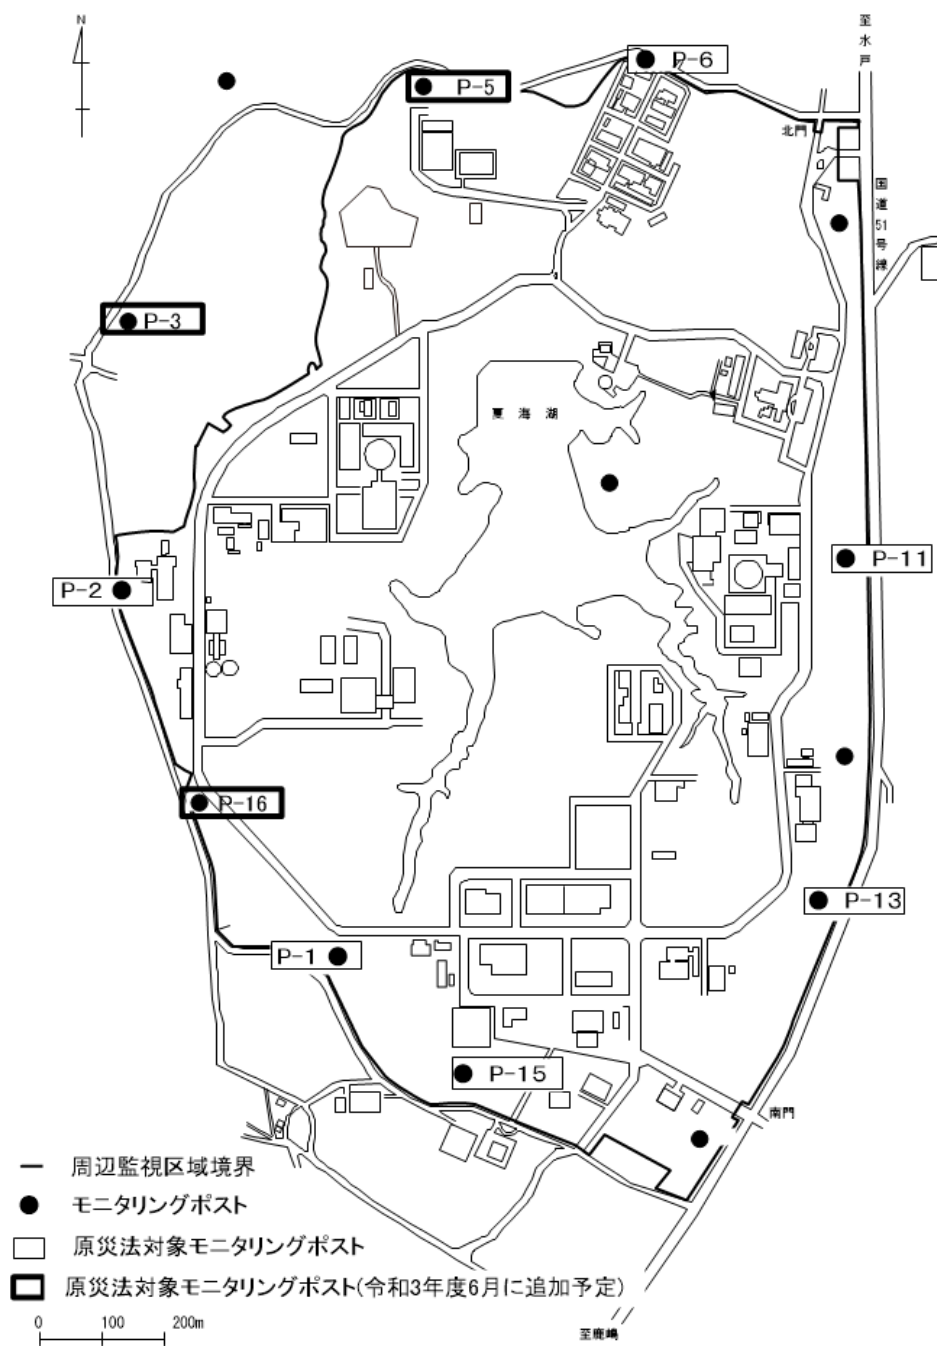 N
至水戸
P-6
P-5
北門
国道51号線
P-3
夏海湖
P-11
P-2
P-16
P-13
P-1
P-15
南門
周辺監視区域境界
モニタリングポスト
原災法対象モニタリングポスト
原災法対象モニタリングポスト(令和3年度6月に追加予定)
0 100 200m
至鹿嶋